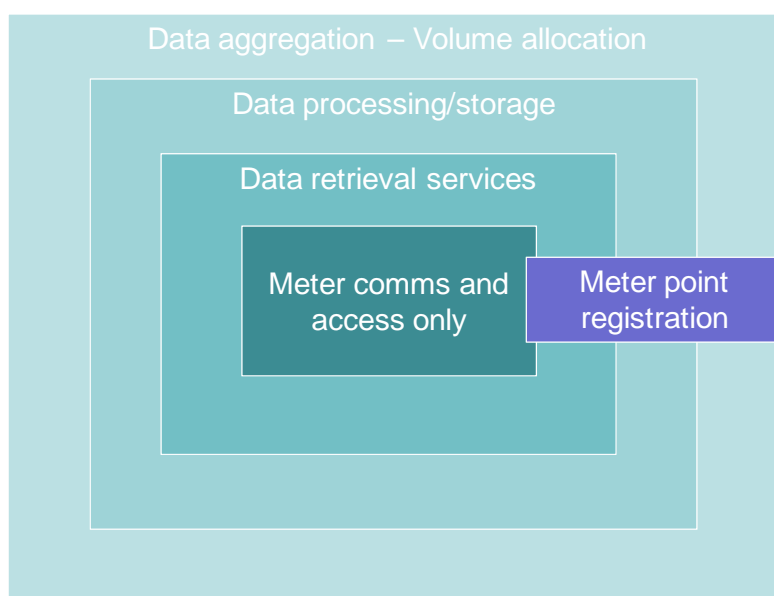 Data aggregation – Volume allocation
Data processing/storage
Data retrieval services
Meter comms and
access only
Meter point
registration